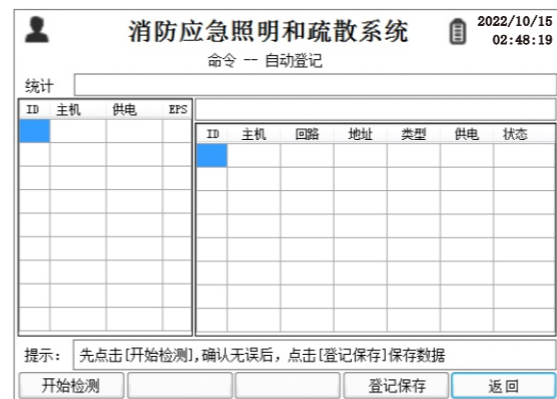 消防应急照明和疏散系统
2022/10/15
02:48:19
命令 -- 自动登记
统计
ID 主机 供电 EPS
ID 主机 回路 地址 类型 供电 状态
提示： 先点击[开始检测],确认无误后，点击[登记保存]保存数据
开始检测 登记保存 返回